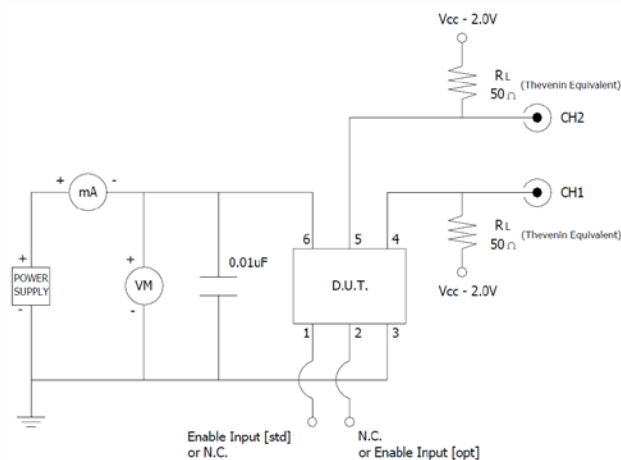 Vcc - 2.0V
RL (Thevenin Equivalent)
50Ω
CH2
CH1
RL (Thevenin Equivalent)
50Ω
Vcc - 2.0V
+ mA -
6 5 4
+
POWER
SUPPLY
-
+
VM
-
0.01uF
D.U.T.
1 2 3
Enable Input [std]
or N.C.
N.C.
or Enable Input [opt]